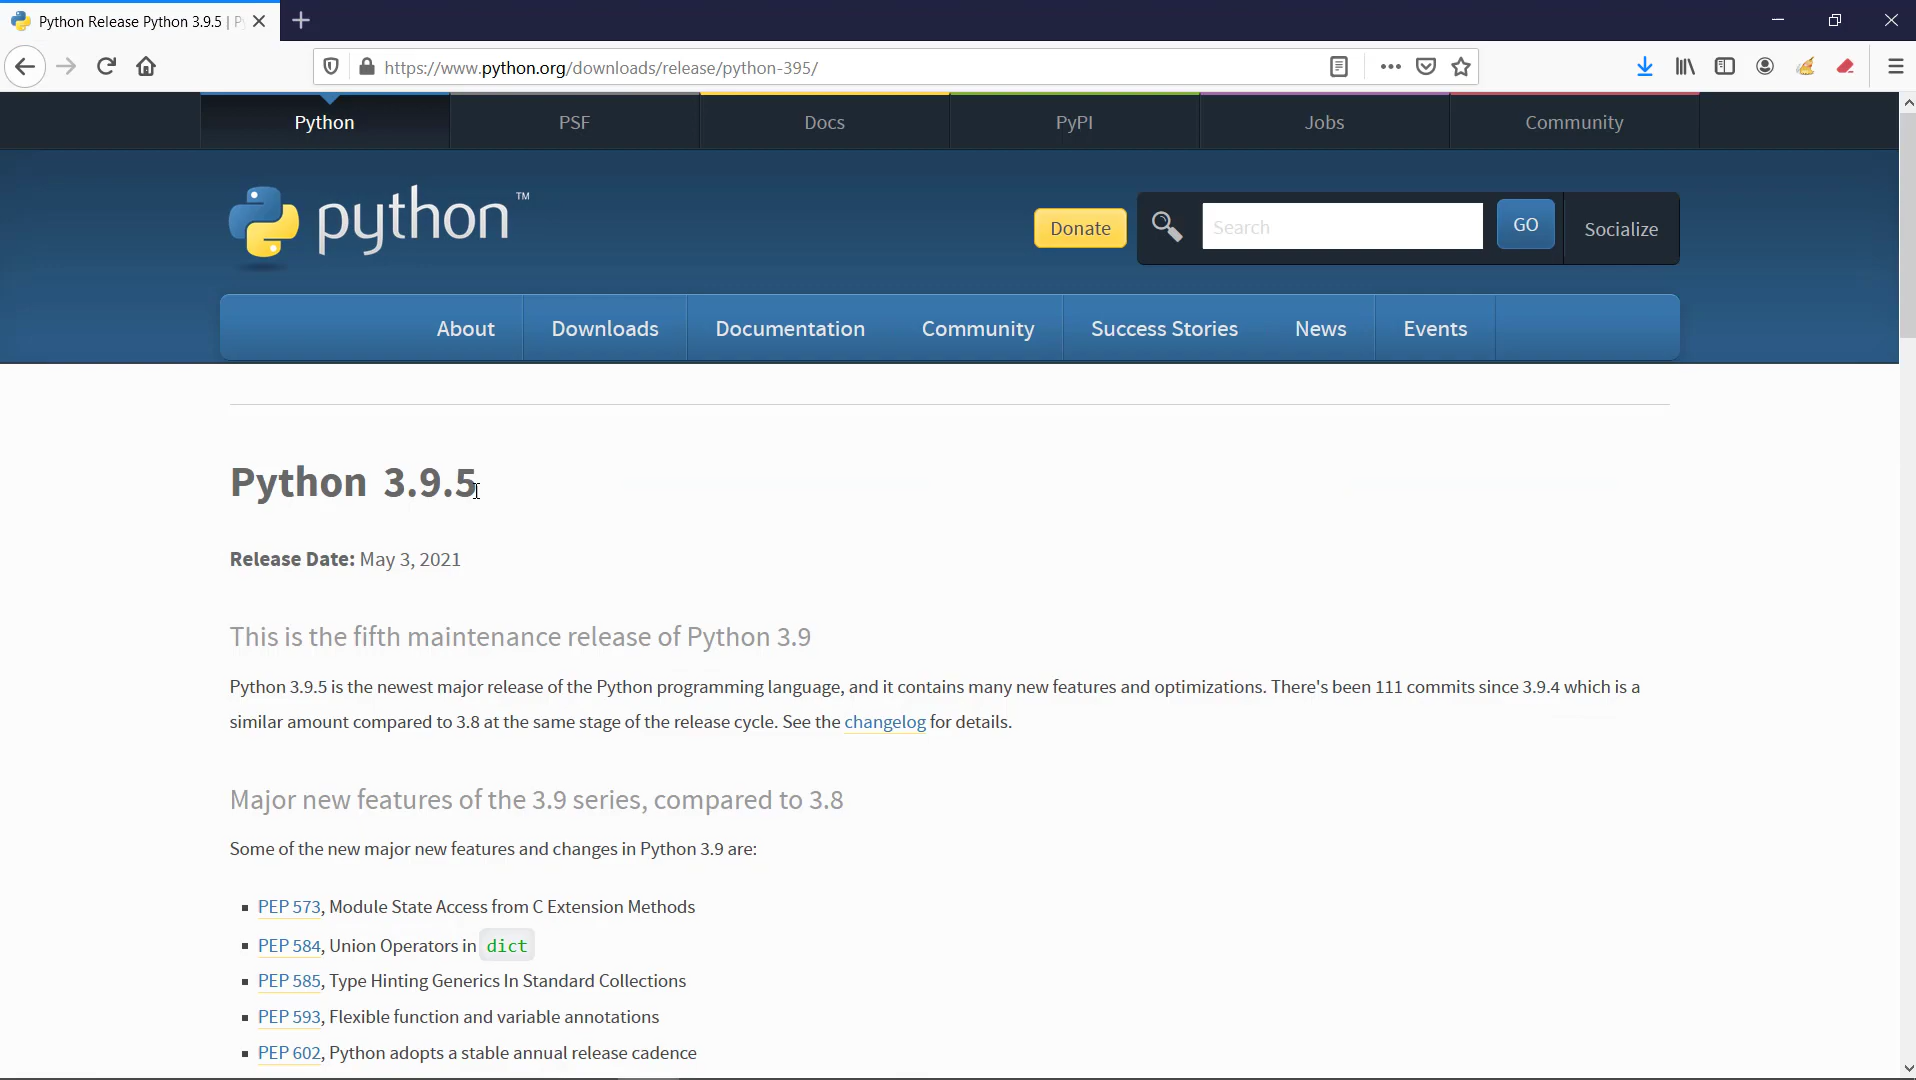 Python Release Python 3.9.5 |
https://www.python.org/downloads/release/python-395/
Python PSF Docs PyPI Jobs Community
python™
Donate Search GO Socialize
About Downloads Documentation Community Success Stories News Events
Python 3.9.5
Release Date: May 3, 2021
This is the fifth maintenance release of Python 3.9
Python 3.9.5 is the newest major release of the Python programming language, and it contains many new features and optimizations. There's been 111 commits since 3.9.4 which is a
similar amount compared to 3.8 at the same stage of the release cycle. See the changelog for details.
Major new features of the 3.9 series, compared to 3.8
Some of the new major new features and changes in Python 3.9 are:
PEP 573, Module State Access from C Extension Methods
PEP 584, Union Operators in dict
PEP 585, Type Hinting Generics In Standard Collections
PEP 593, Flexible function and variable annotations
PEP 602, Python adopts a stable annual release cadence